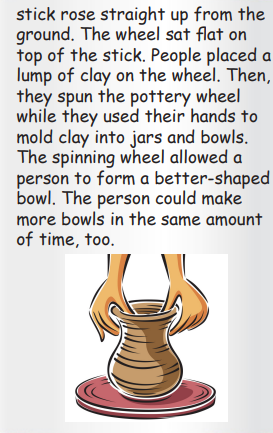 stick rose straight up from the
ground. The wheel sat flat on
top of the stick. People placed a
lump of clay on the wheel. Then,
they spun the pottery wheel
while they used their hands to
mold clay into jars and bowls.
The spinning wheel allowed a
person to form a better-shaped
bowl. The person could make
more bowls in the same amount
of time, too.